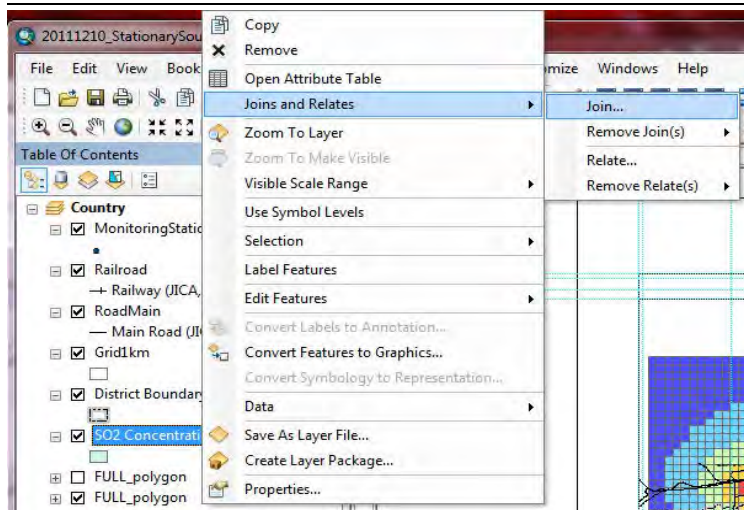 20111210_StationarySou
File Edit View Book
mize Windows Help
Table Of Contents
Country
MonitoringStatio
Railroad
Railway (JICA,
RoadMain
Main Road (JI
Grid1km
District Boundar
SO2 Concentrati
FULL_polygon
FULL_polygon
Copy
Remove
Open Attribute Table
Joins and Relates
Zoom To Layer
Zoom To Make Visible
Visible Scale Range
Use Symbol Levels
Selection
Label Features
Edit Features
Convert Labels to Annotation...
Convert Features to Graphics...
Convert Symbology to Representation...
Data
Save As Layer File...
Create Layer Package...
Properties...
Join...
Remove Join(s)
Relate...
Remove Relate(s)